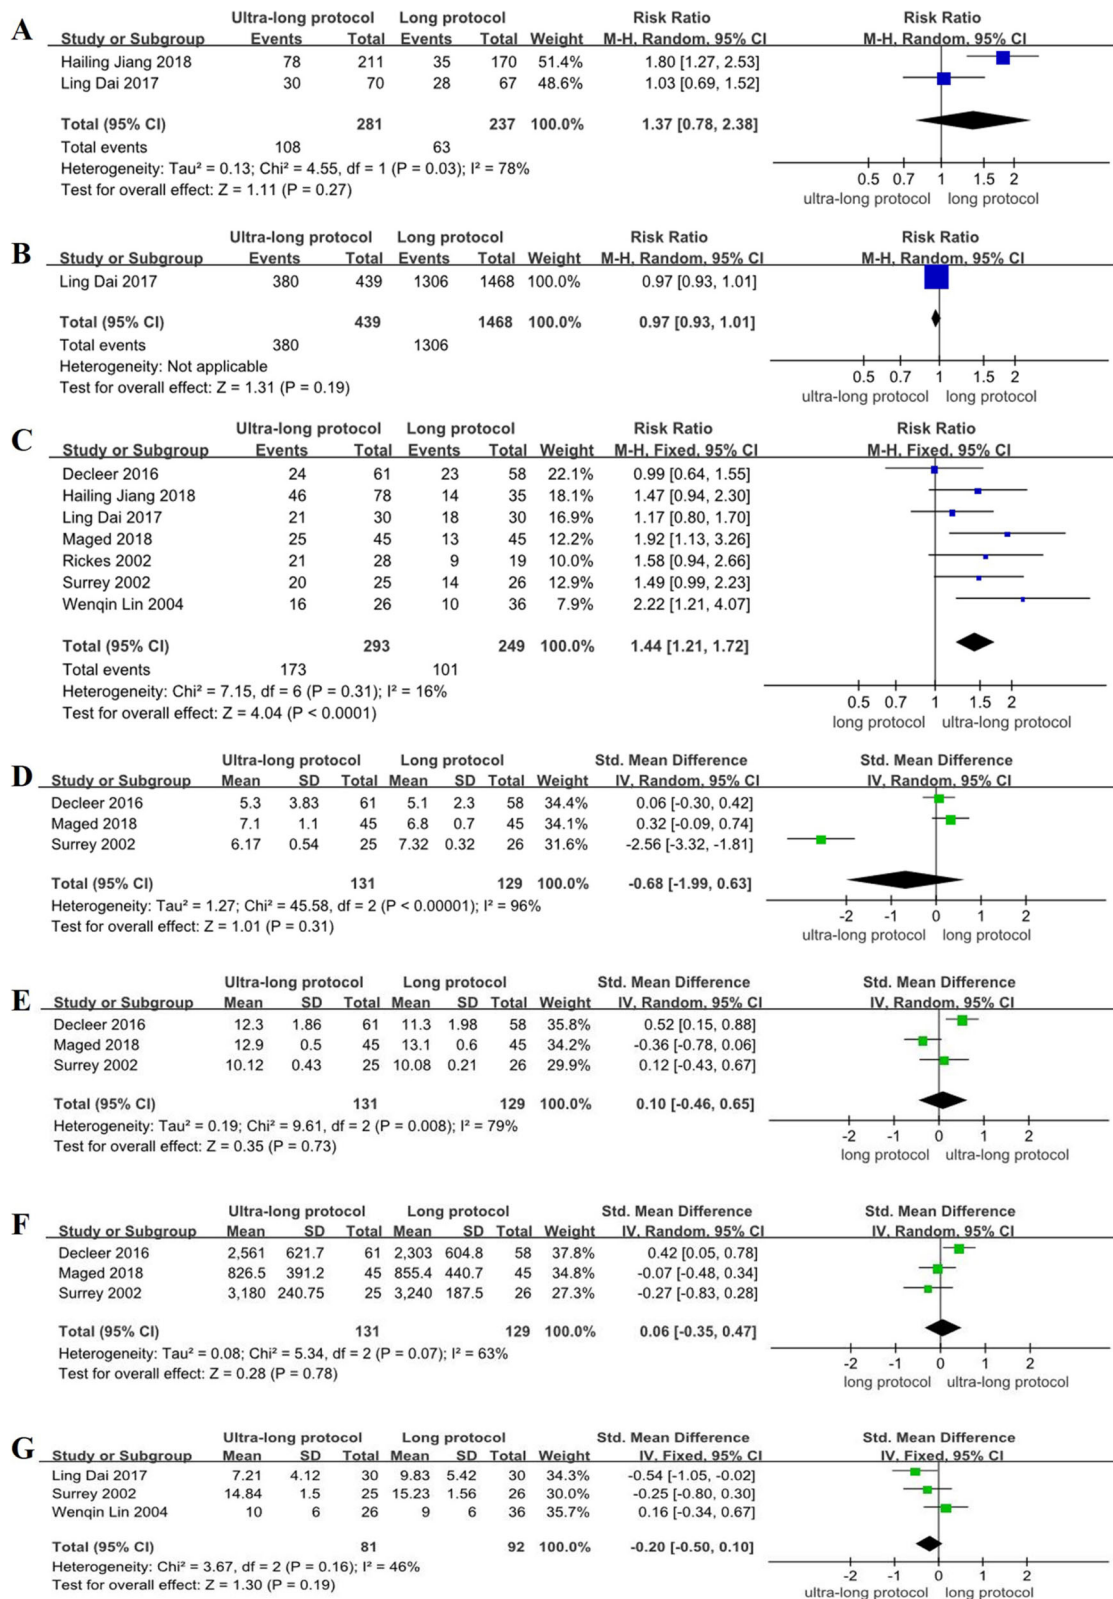 A
Ultra-long protocol Long protocol Risk Ratio Risk Ratio
Study or Subgroup Events Total Events Total Weight M-H, Random, 95% CI M-H, Random, 95% CI
Hailing Jiang 2018 78 211 35 170 51.4% 1.80 [1.27, 2.53]
Ling Dai 2017 30 70 28 67 48.6% 1.03 [0.69, 1.52]
Total (95% CI) 281 237 100.0% 1.37 [0.78, 2.38]
Total events 108 63
Heterogeneity: Tau² = 0.13; Chi² = 4.55, df = 1 (P = 0.03); I² = 78%
Test for overall effect: Z = 1.11 (P = 0.27)
0.5 0.7 1 1.5 2
ultra-long protocol long protocol
B
Ultra-long protocol Long protocol Risk Ratio Risk Ratio
Study or Subgroup Events Total Events Total Weight M-H, Random, 95% CI M-H, Random, 95% CI
Ling Dai 2017 380 439 1306 1468 100.0% 0.97 [0.93, 1.01]
Total (95% CI) 439 1468 100.0% 0.97 [0.93, 1.01]
Total events 380 1306
Heterogeneity: Not applicable
Test for overall effect: Z = 1.31 (P = 0.19)
0.5 0.7 1 1.5 2
ultra-long protocol long protocol
C
Ultra-long protocol Long protocol Risk Ratio Risk Ratio
Study or Subgroup Events Total Events Total Weight M-H, Fixed, 95% CI M-H, Fixed, 95% CI
Decleer 2016 24 61 23 58 22.1% 0.99 [0.64, 1.55]
Hailing Jiang 2018 46 78 14 35 18.1% 1.47 [0.94, 2.30]
Ling Dai 2017 21 30 18 30 16.9% 1.17 [0.80, 1.70]
Maged 2018 25 45 13 45 12.2% 1.92 [1.13, 3.26]
Rickes 2002 21 28 9 19 10.0% 1.58 [0.94, 2.66]
Surrey 2002 20 25 14 26 12.9% 1.49 [0.99, 2.23]
Wenqin Lin 2004 16 26 10 36 7.9% 2.22 [1.21, 4.07]
Total (95% CI) 293 249 100.0% 1.44 [1.21, 1.72]
Total events 173 101
Heterogeneity: Chi² = 7.15, df = 6 (P = 0.31); I² = 16%
Test for overall effect: Z = 4.04 (P < 0.0001)
0.5 0.7 1 1.5 2
long protocol ultra-long protocol
D
Ultra-long protocol Long protocol Std. Mean Difference Std. Mean Difference
Study or Subgroup Mean SD Total Mean SD Total Weight IV, Random, 95% CI IV, Random, 95% CI
Decleer 2016 5.3 3.83 61 5.1 2.3 58 34.4% 0.06 [-0.30, 0.42]
Maged 2018 7.1 1.1 45 6.8 0.7 45 34.1% 0.32 [-0.09, 0.74]
Surrey 2002 6.17 0.54 25 7.32 0.32 26 31.6% -2.56 [-3.32, -1.81]
Total (95% CI) 131 129 100.0% -0.68 [-1.99, 0.63]
Heterogeneity: Tau² = 1.27; Chi² = 45.58, df = 2 (P < 0.00001); I² = 96%
Test for overall effect: Z = 1.01 (P = 0.31)
-2 -1 0 1 2
ultra-long protocol long protocol
E
Ultra-long protocol Long protocol Std. Mean Difference Std. Mean Difference
Study or Subgroup Mean SD Total Mean SD Total Weight IV, Random, 95% CI IV, Random, 95% CI
Decleer 2016 12.3 1.86 61 11.3 1.98 58 35.8% 0.52 [0.15, 0.88]
Maged 2018 12.9 0.5 45 13.1 0.6 45 34.2% -0.36 [-0.78, 0.06]
Surrey 2002 10.12 0.43 25 10.08 0.21 26 29.9% 0.12 [-0.43, 0.67]
Total (95% CI) 131 129 100.0% 0.10 [-0.46, 0.65]
Heterogeneity: Tau² = 0.19; Chi² = 9.61, df = 2 (P = 0.008); I² = 79%
Test for overall effect: Z = 0.35 (P = 0.73)
-2 -1 0 1 2
long protocol ultra-long protocol
F
Ultra-long protocol Long protocol Std. Mean Difference Std. Mean Difference
Study or Subgroup Mean SD Total Mean SD Total Weight IV, Random, 95% CI IV, Random, 95% CI
Decleer 2016 2,561 621.7 61 2,303 604.8 58 37.8% 0.42 [0.05, 0.78]
Maged 2018 826.5 391.2 45 855.4 440.7 45 34.8% -0.07 [-0.48, 0.34]
Surrey 2002 3,180 240.75 25 3,240 187.5 26 27.3% -0.27 [-0.83, 0.28]
Total (95% CI) 131 129 100.0% 0.06 [-0.35, 0.47]
Heterogeneity: Tau² = 0.08; Chi² = 5.34, df = 2 (P = 0.07); I² = 63%
Test for overall effect: Z = 0.28 (P = 0.78)
-2 -1 0 1 2
long protocol ultra-long protocol
G
Ultra-long protocol Long protocol Std. Mean Difference Std. Mean Difference
Study or Subgroup Mean SD Total Mean SD Total Weight IV, Fixed, 95% CI IV, Fixed, 95% CI
Ling Dai 2017 7.21 4.12 30 9.83 5.42 30 34.3% -0.54 [-1.05, -0.02]
Surrey 2002 14.84 1.5 25 15.23 1.56 26 30.0% -0.25 [-0.80, 0.30]
Wenqin Lin 2004 10 6 26 9 6 36 35.7% 0.16 [-0.34, 0.67]
Total (95% CI) 81 92 100.0% -0.20 [-0.50, 0.10]
Heterogeneity: Chi² = 3.67, df = 2 (P = 0.16); I² = 46%
Test for overall effect: Z = 1.30 (P = 0.19)
-2 -1 0 1 2
ultra-long protocol long protocol